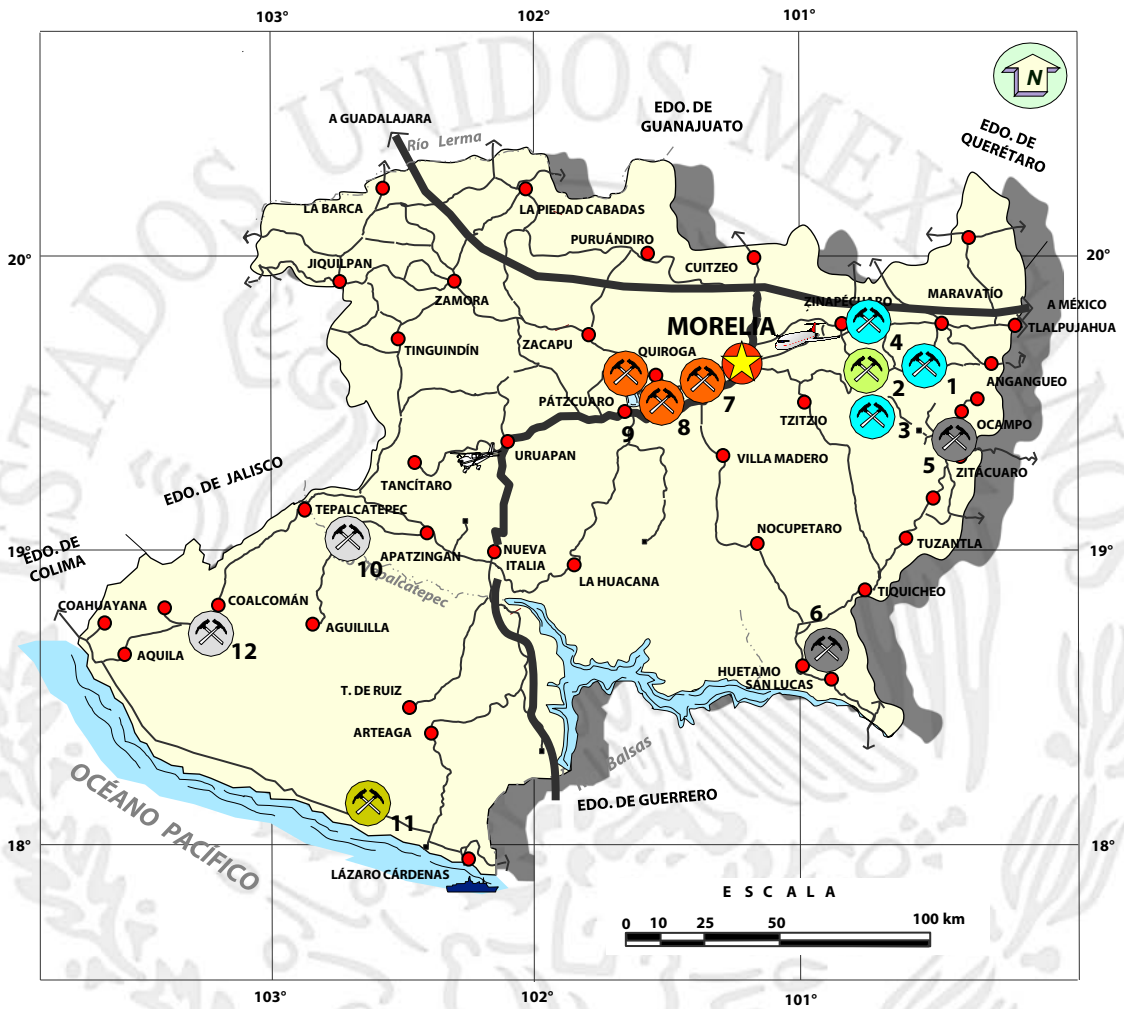 103°
102°
101°
N
A GUADALAJARA
Río Lerma
EDO. DE
GUANAJUATO
EDO. DE
QUERÉTARO
ESTADOS UNIDOS MEX
LA BARCA
LA PIEDAD CABADAS
PURUÁNDIRO
CUITZEO
20°
20°
JIQUILPAN
ZAMORA
ZINAPÉCUARO
MARAVATÍO
A MÉXICO
TLALPUJAHUA
MORELIA
TINGUINDÍN
ZACAPU
QUIROGA
4
2
1
ANGANGUEO
PÁTZCUARO
7
9
8
TZITZIO
3
OCAMPO
5
ZITÁCUARO
URUAPAN
VILLA MADERO
EDO. DE JALISCO
TANCÍTARO
TEPALCATEPEC
NOCUPETARO
TUZANTLA
EDO. DE
COLIMA
19°
19°
APATZINGAN
NUEVA
ITALIA
10
Tepalcatepec
LA HUACANA
TIQUICHEO
COAHUAYANA
COALCOMÁN
AGUILILLA
6
12
AQUILA
HUETAMO
SAN LUCAS
T. DE RUIZ
ARTEAGA
Balsas
OCÉANO PACÍFICO
EDO. DE GUERRERO
11
18°
18°
LÁZARO CÁRDENAS
E S C A L A
0 10 25 50 100 km
103°
102°
101°